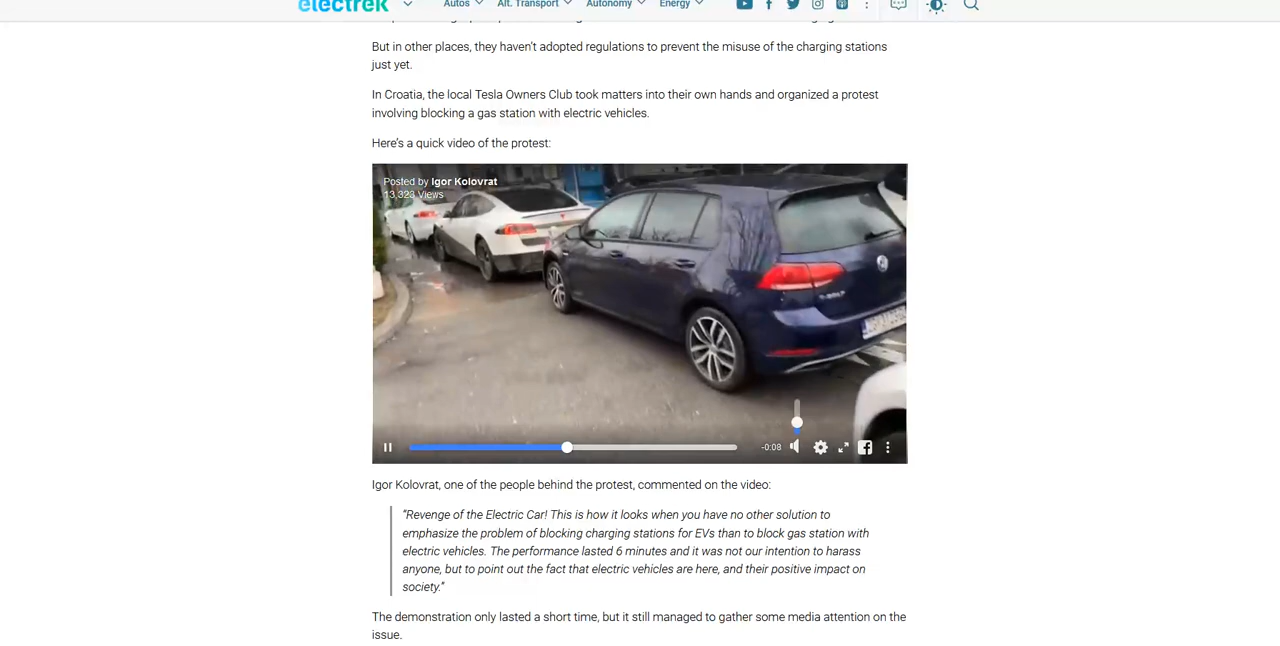 electrek
Autos Alt. Transport Autonomy Energy
But in other places, they haven’t adopted regulations to prevent the misuse of the charging stations
just yet.
In Croatia, the local Tesla Owners Club took matters into their own hands and organized a protest
involving blocking a gas station with electric vehicles.
Here’s a quick video of the protest:
Posted by Igor Kolovrat
13,323 Views
-0:08
Igor Kolovrat, one of the people behind the protest, commented on the video:
“Revenge of the Electric Car! This is how it looks when you have no other solution to
emphasize the problem of blocking charging stations for EVs than to block gas station with
electric vehicles. The performance lasted 6 minutes and it was not our intention to harass
anyone, but to point out the fact that electric vehicles are here, and their positive impact on
society.”
The demonstration only lasted a short time, but it still managed to gather some media attention on the
issue.